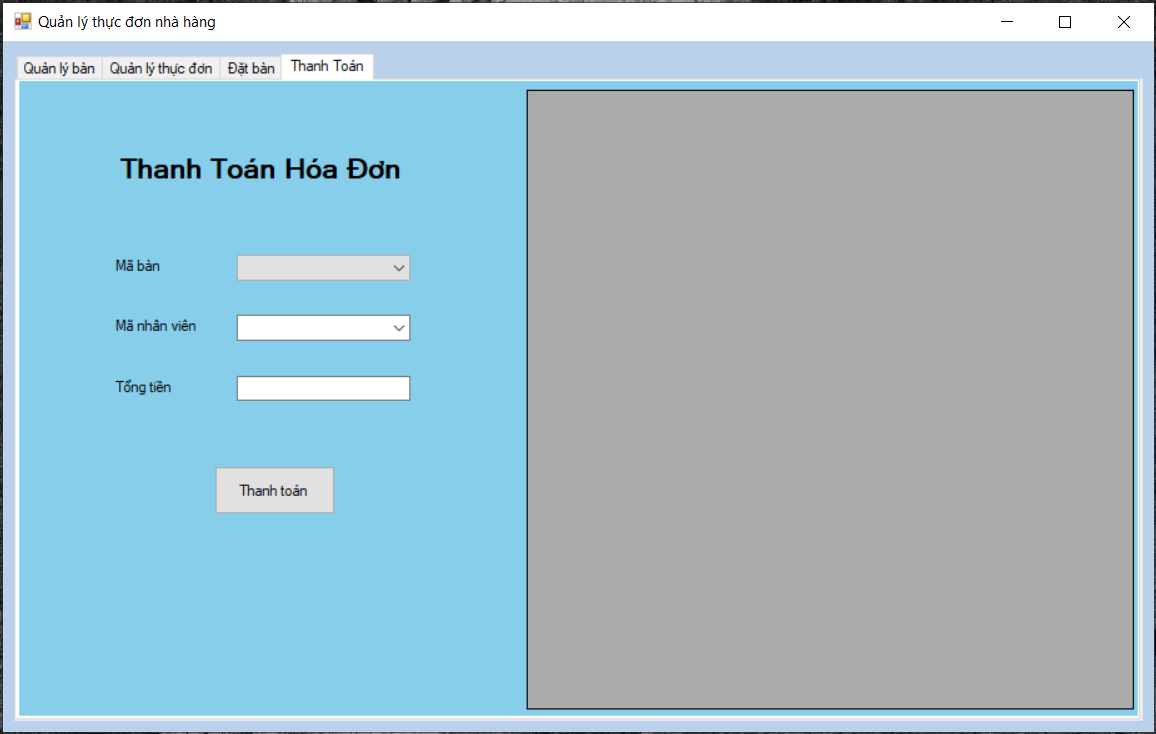 Quản lý thực đơn nhà hàng
Quản lý bàn Quản lý thực đơn Đặt bàn Thanh Toán
Thanh Toán Hóa Đơn
Mã bàn
Mã nhân viên
Tổng tiền
Thanh toán